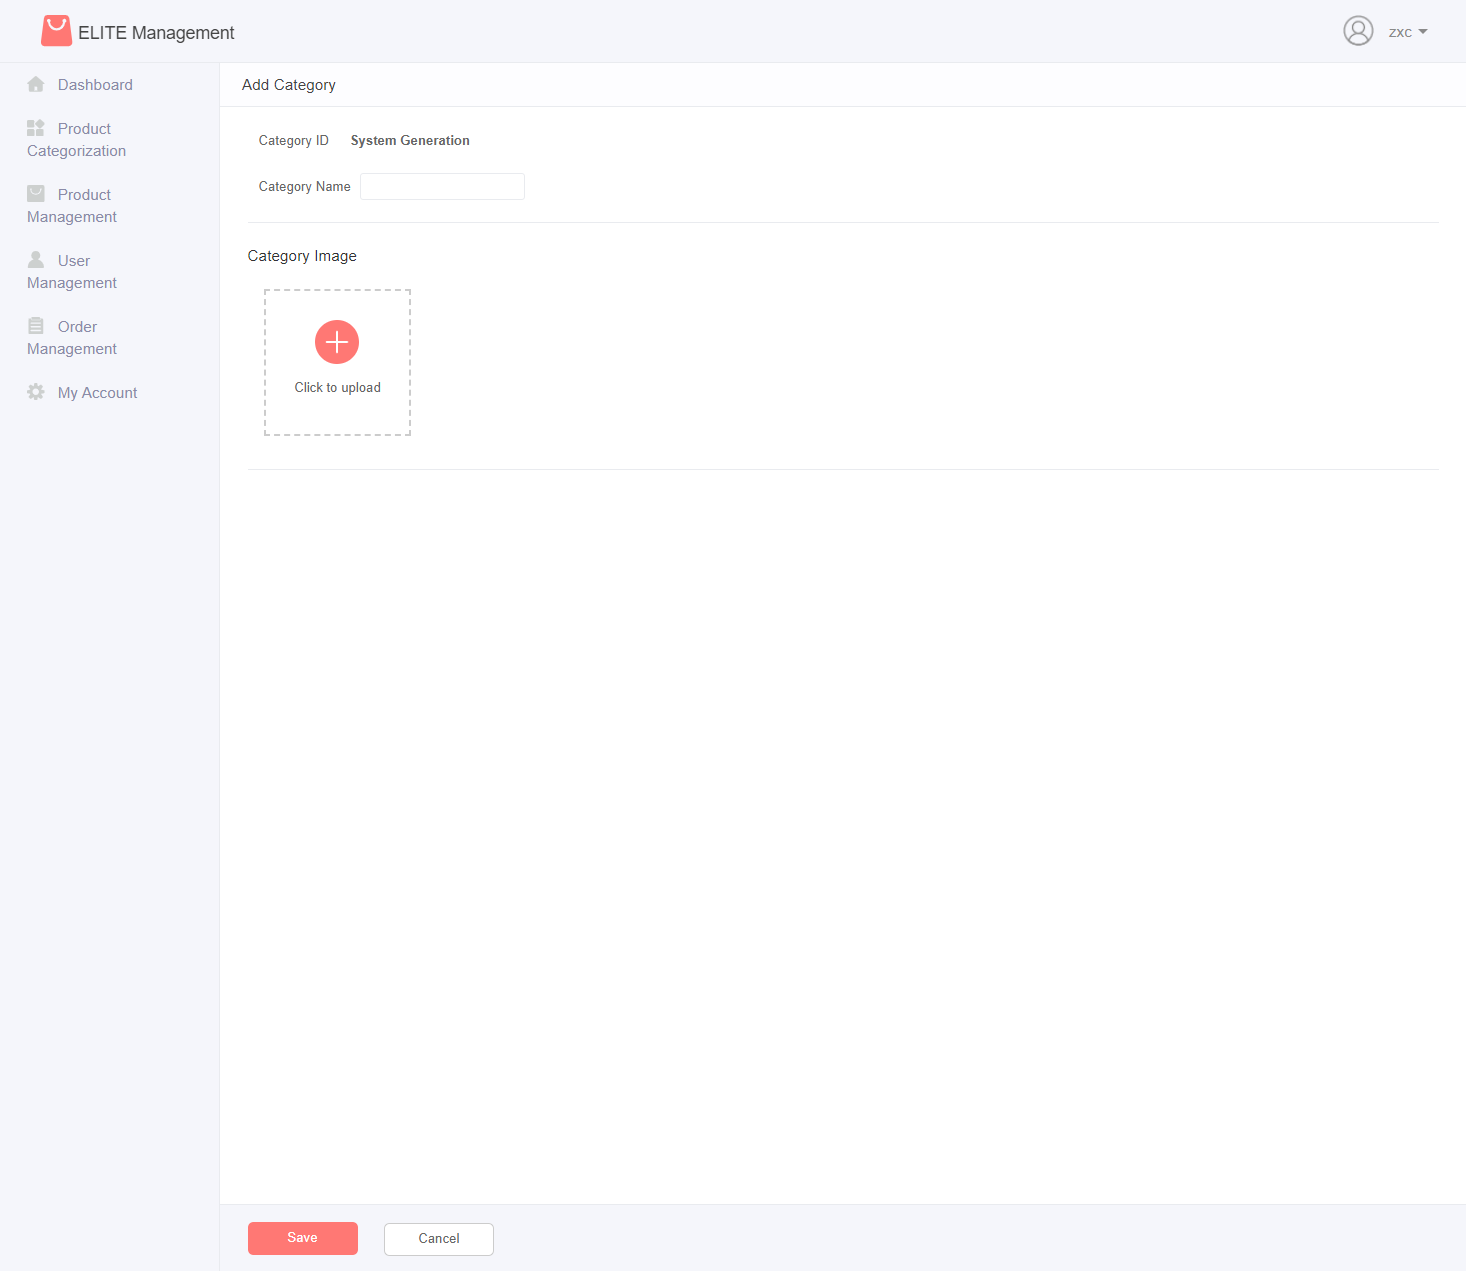 ELITE Management
zxc
Dashboard
Product
Categorization
Product
Management
User
Management
Order
Management
My Account
Add Category
Category ID System Generation
Category Name
Category Image
Click to upload
Save Cancel